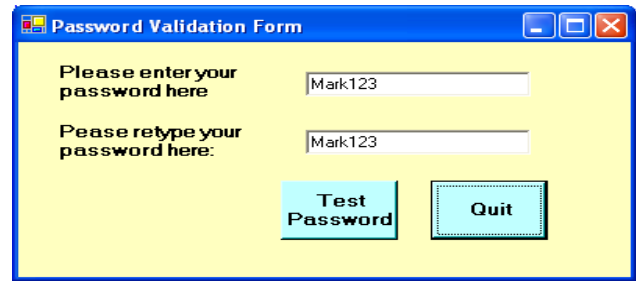 Password Validation Form
Please enter your
password here
Mark123
Pease retype your
password here:
Mark123
Test
Password
Quit